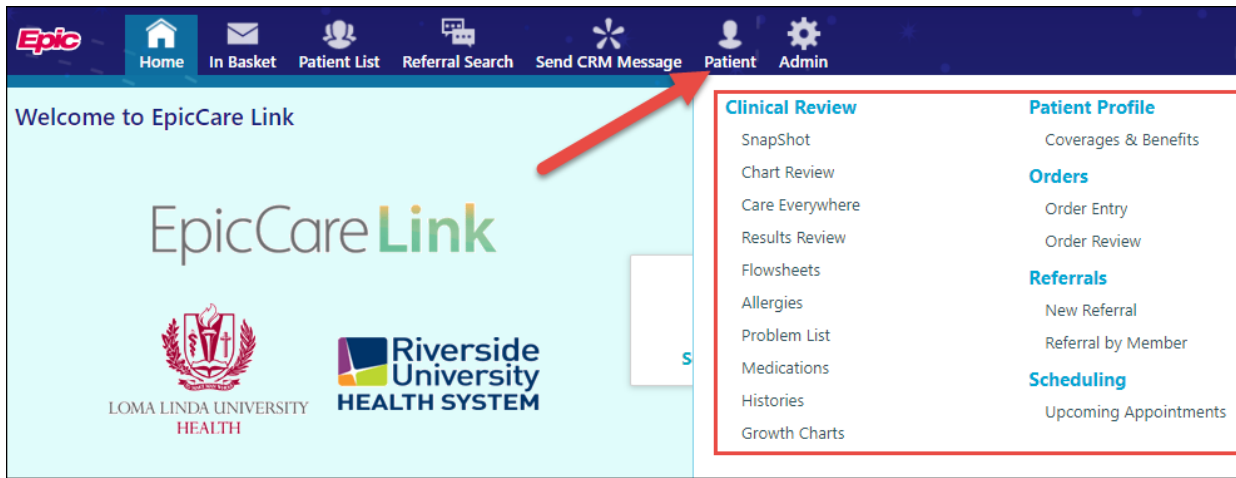 Epic
Home
In Basket
Patient List
Referral Search
Send CRM Message
Patient
Admin
Welcome to EpicCare Link
EpicCare Link
LOMA LINDA UNIVERSITY
HEALTH
Riverside
University
HEALTH SYSTEM
S
Clinical Review
SnapShot
Chart Review
Care Everywhere
Results Review
Flowsheets
Allergies
Problem List
Medications
Histories
Growth Charts
Patient Profile
Coverages & Benefits
Orders
Order Entry
Order Review
Referrals
New Referral
Referral by Member
Scheduling
Upcoming Appointments